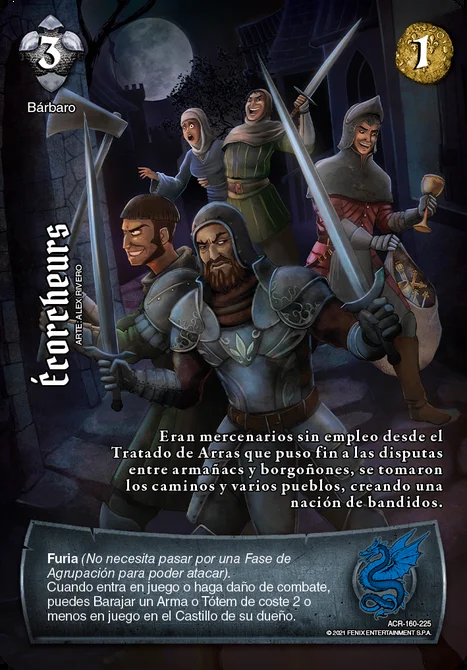 3
1
Bárbaro
Écorcheurs
ARTE: ALEX RIVERO
Eran mercenarios sin empleo desde el
Tratado de Arras que puso fin a las disputas
entre armañacs y borgoñones, se tomaron
los caminos y varios pueblos, creando una
nación de bandidos.
Furia (No necesita pasar por una Fase de
Agrupación para poder atacar).
Cuando entra en juego o haga daño de combate,
puedes Barajar un Arma o Tótem de coste 2 o
menos en juego en el Castillo de su dueño.
ACR-160-225
© 2021 FENIX ENTERTAINMENT S.P.A.